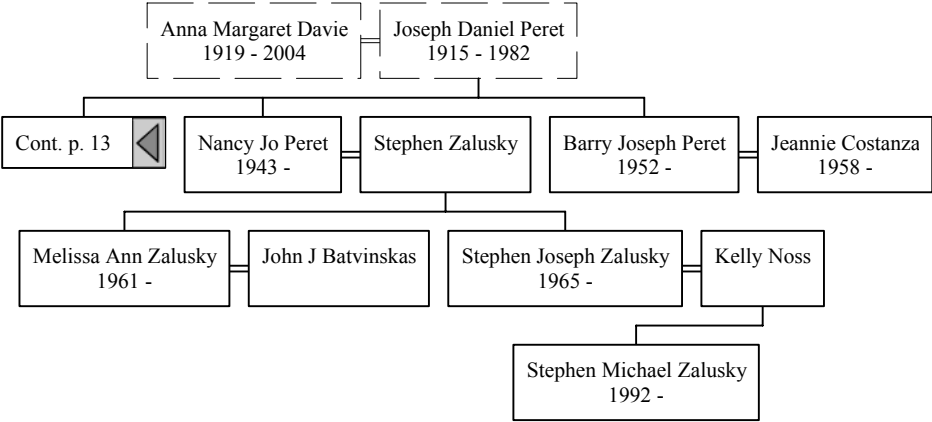 Anna Margaret Davie
1919 - 2004
Joseph Daniel Peret
1915 - 1982
Cont. p. 13
Nancy Jo Peret
1943 -
Stephen Zalusky
Barry Joseph Peret
1952 -
Jeannie Costanza
1958 -
Melissa Ann Zalusky
1961 -
John J Batvinskas
Stephen Joseph Zalusky
1965 -
Kelly Noss
Stephen Michael Zalusky
1992 -